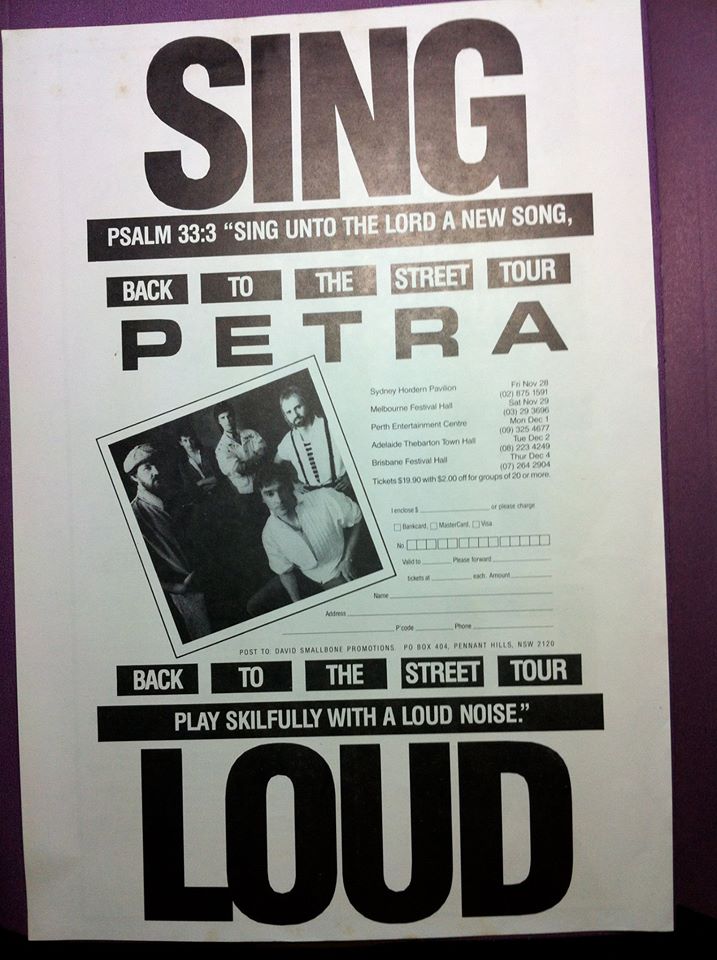 SING
PSALM 33:3 “SING UNTO THE LORD A NEW SONG,
BACK TO THE STREET TOUR
PETRA
Sydney Hordern Pavilion Fri Nov 28
(02) 875 1591
Melbourne Festival Hall Sat Nov 29
(03) 29 3696
Perth Entertainment Centre Mon Dec 1
(09) 325 4677
Adelaide Thebarton Town Hall Tue Dec 2
(08) 223 4249
Brisbane Festival Hall Thur Dec 4
(07) 264 2904
Tickets $19.90 with $2.00 off for groups of 20 or more.
I enclose $ or please charge
Bankcard, MasterCard, Visa
No
Valid to Please forward
tickets at each. Amount
Name
Address
P'code Phone
POST TO: DAVID SMALLBONE PROMOTIONS. PO BOX 404, PENNANT HILLS, NSW 2120
BACK TO THE STREET TOUR
PLAY SKILFULLY WITH A LOUD NOISE.”
LOUD